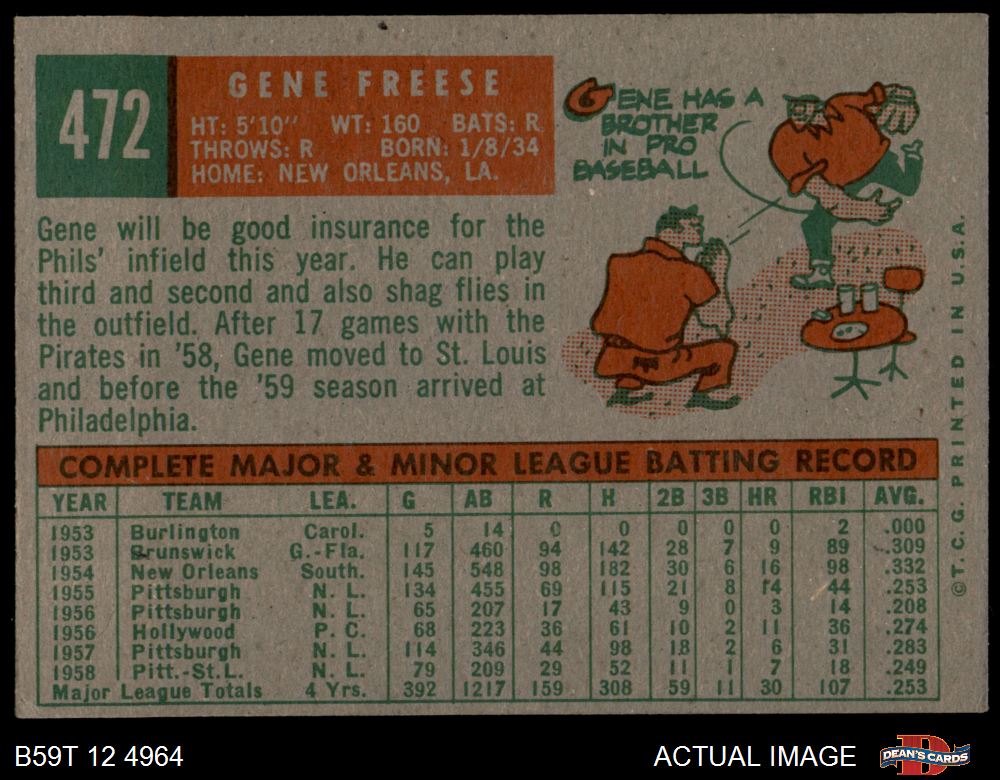 472
GENE FREESE
HT: 5'10" WT: 160 BATS: R
THROWS: R BORN: 1/8/34
HOME: NEW ORLEANS, LA.
GENE HAS A
BROTHER
IN PRO
BASEBALL
Gene will be good insurance for the
Phils' infield this year. He can play
third and second and also shag flies in
the outfield. After 17 games with the
Pirates in '58, Gene moved to St. Louis
and before the '59 season arrived at
Philadelphia.
COMPLETE MAJOR & MINOR LEAGUE BATTING RECORD
YEAR TEAM LEA. G AB R H 2B 3B HR RBI AVG.
1953 Burlington Carol. 5 14 0 0 0 0 0 2 .000
1953 Brunswick G.-Fla. 117 460 94 142 28 7 9 89 .309
1954 New Orleans South. 145 548 98 182 30 6 16 98 .332
1955 Pittsburgh N. L. 134 455 69 115 21 8 14 44 .253
1956 Pittsburgh N. L. 65 207 17 43 9 0 3 14 .208
1956 Hollywood P. C. 68 223 36 61 10 2 11 36 .274
1957 Pittsburgh N. L. 114 346 44 98 18 2 6 31 .283
1958 Pitt.-St.L. N. L. 79 209 29 52 11 1 7 18 .249
Major League Totals 4 Yrs. 392 1217 159 308 59 11 30 107 .253
©T.C.G. PRINTED IN U.S.A.
B59T 12 4964
ACTUAL IMAGE
DEAN'S CARDS